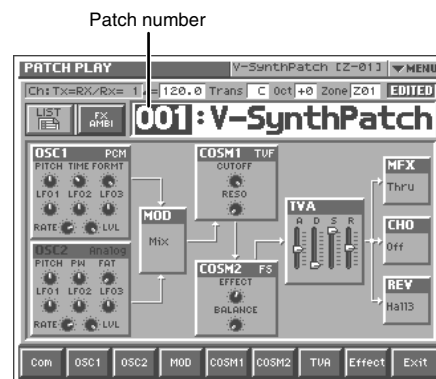 Patch number
PATCH PLAY
V-SynthPatch [Z-01]
MENU
Ch: Tx=RX/Rx= 1
=120.0
Trans C
Oct +0
Zone Z01
EDITED
LIST
FX
AMBI
001:V-SynthPatch
OSC1 PCM
PITCH TIME FORMT
LFO1 LFO2 LFO3
RATE LVL
OSC2 Analog
PITCH PW FAT
LFO1 LFO2 LFO3
RATE LVL
MOD
Mix
COSM1 TVF
CUTOFF
RESO
COSM2 FS
EFFECT
BALANCE
TVA
A D S R
MFX
Thru
CHO
Off
REV
Hall3
Com OSC1 OSC2 MOD COSM1 COSM2 TVA Effect Exit